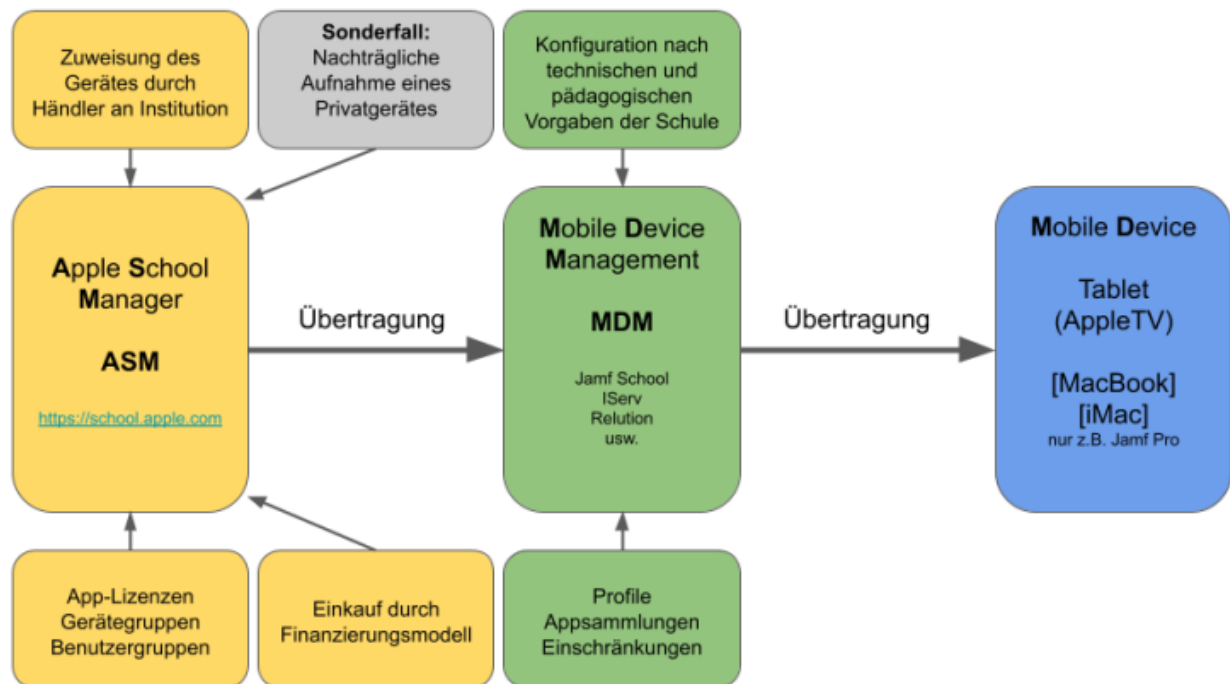 Zuweisung des
Gerätes durch
Händler an Institution
Sonderfall:
Nachträgliche
Aufnahme eines
Privatgerätes
Konfiguration nach
technischen und
pädagogischen
Vorgaben der Schule
Apple School
Manager
ASM
https://school.apple.com
Übertragung
Mobile Device
Management
MDM
Jamf School
IServ
Relution
usw.
Übertragung
Mobile Device
Tablet
(AppleTV)
[MacBook]
[iMac]
nur z.B. Jamf Pro
App-Lizenzen
Gerätegruppen
Benutzergruppen
Einkauf durch
Finanzierungsmodell
Profile
Appsammlungen
Einschränkungen